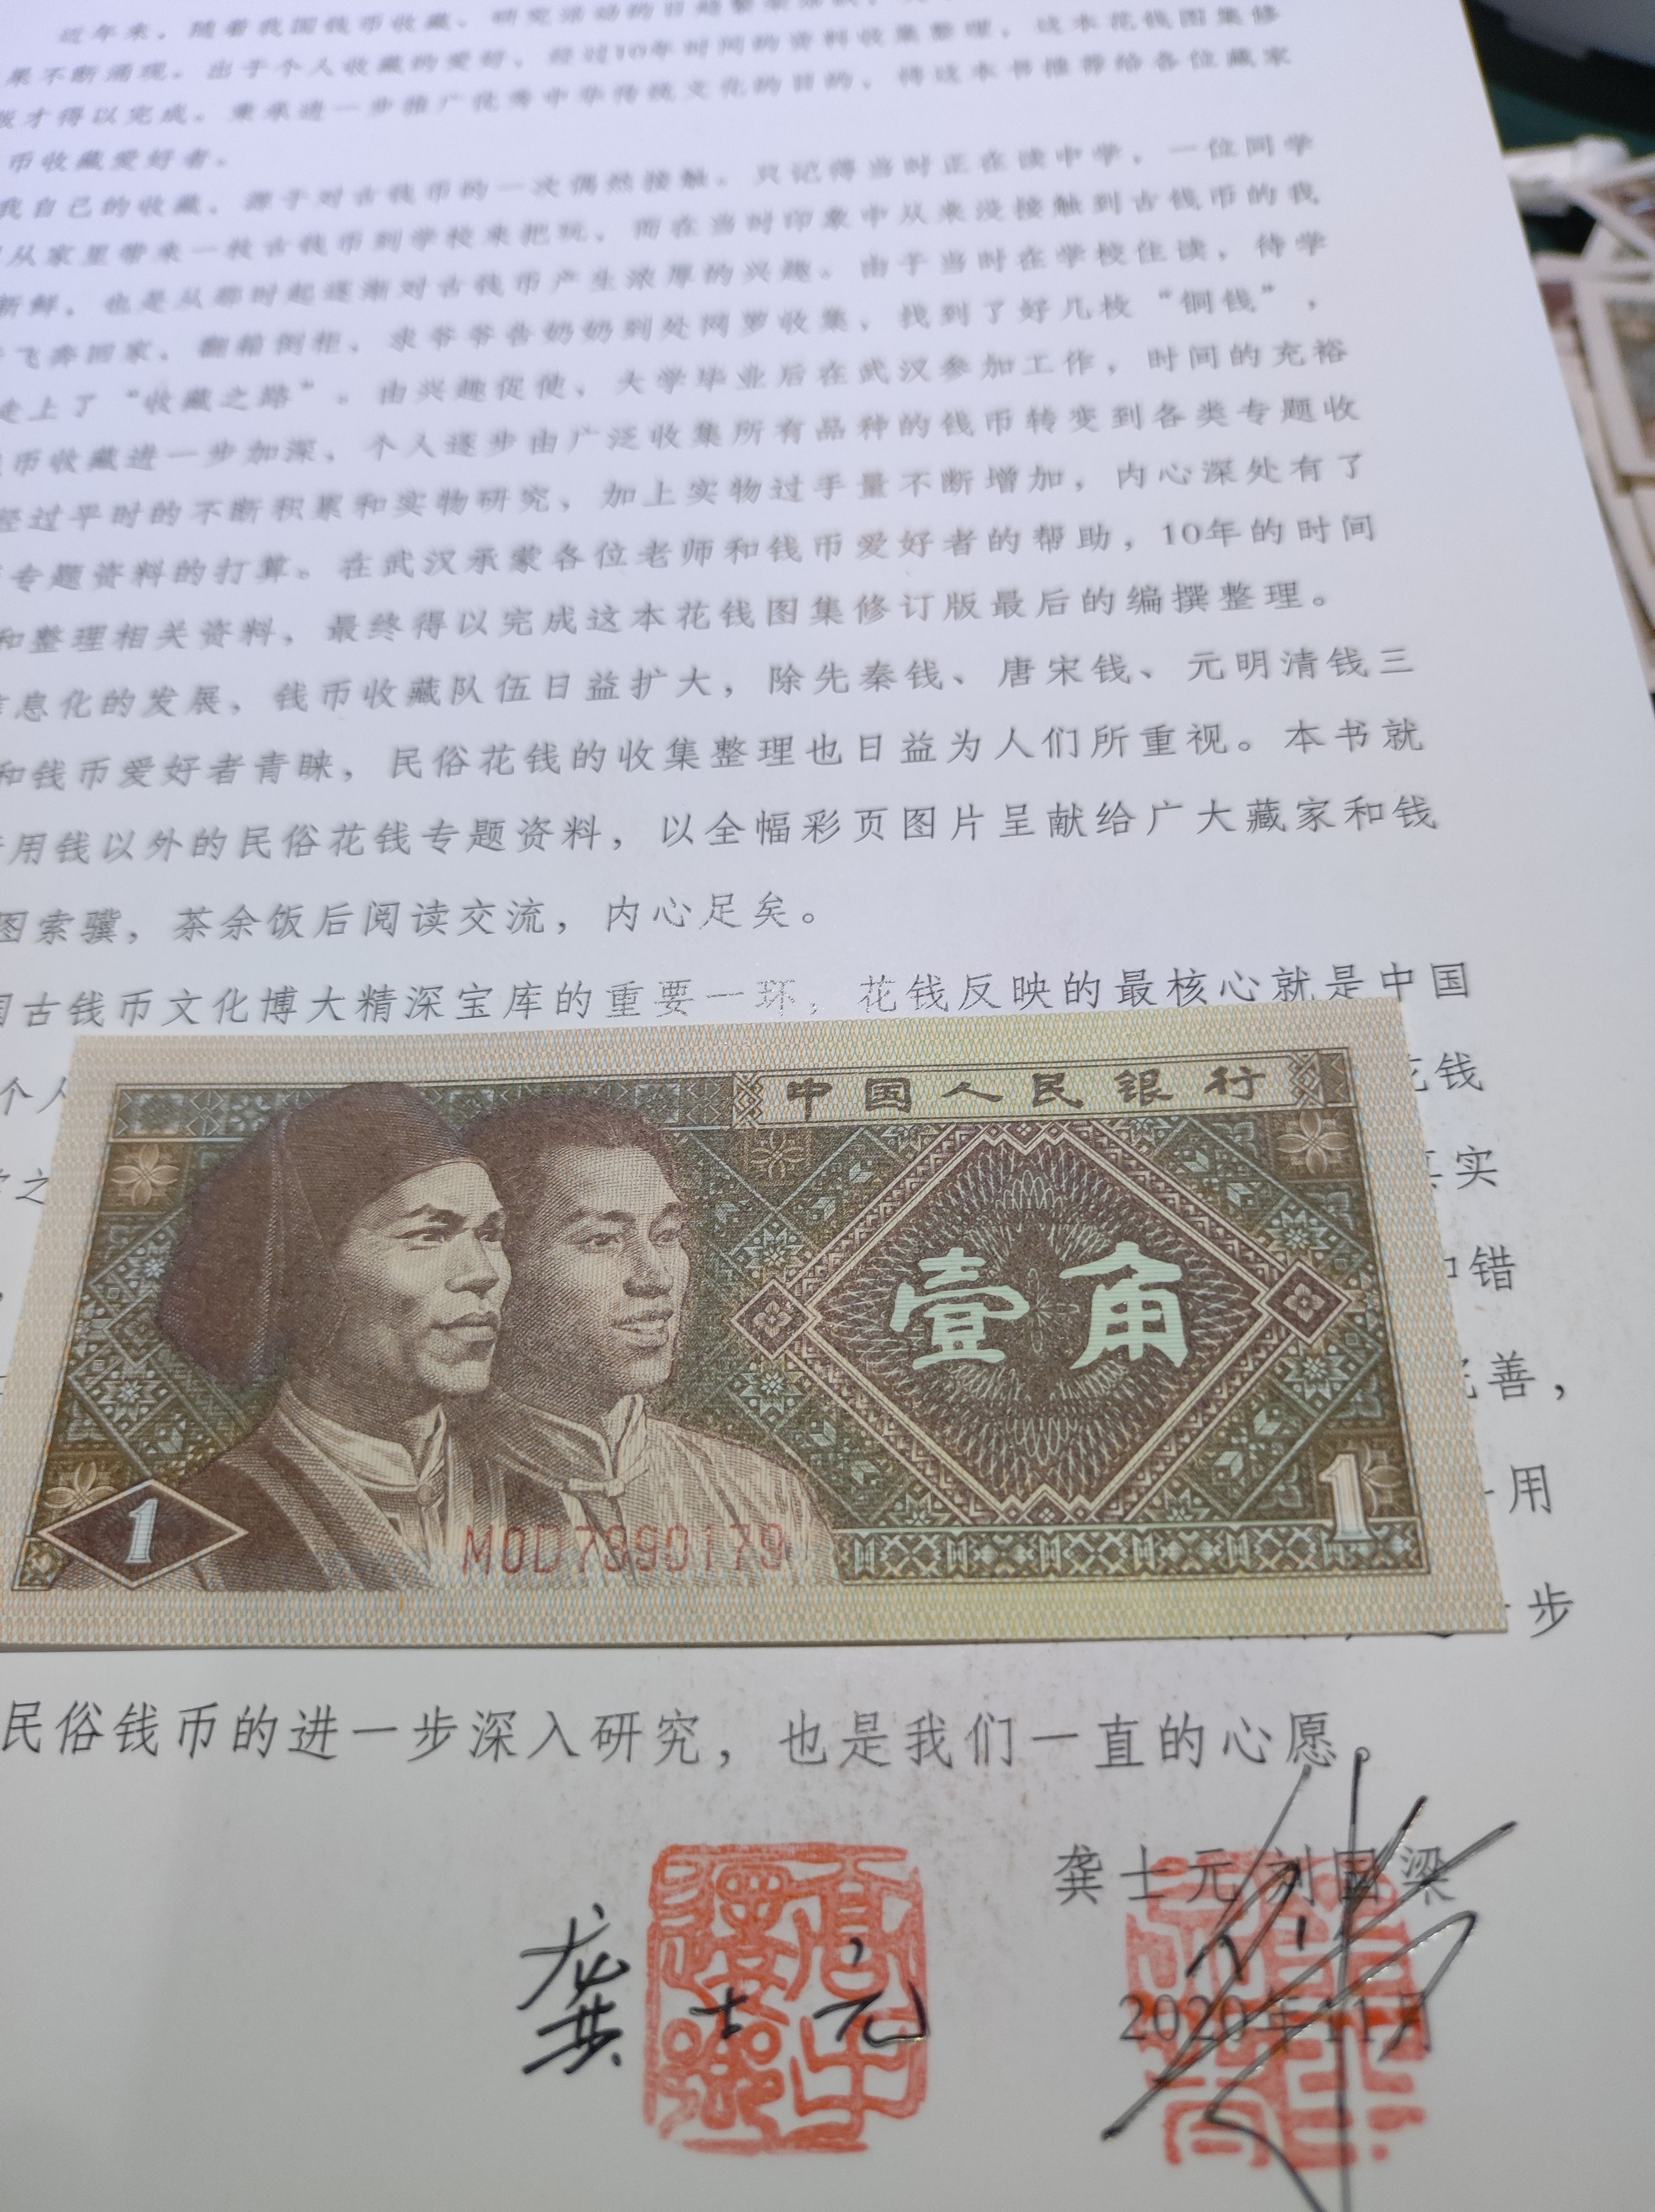 近年来，随着我国钱币收藏、研究活动的日趋
果不断涌现。出于个人收藏的爱好，经过10年时间的资料收集整理，这本花钱图集修
版才得以完成。秉承进一步推广优秀中华传统文化的目的，将这本书推荐给各位藏家
币收藏爱好者。
我自己的收藏，源于对古钱币的一次偶然接触。只记得当时正在读中学，一位同学
从家里带来一枚古钱币到学校来把玩，而在当时印象中从来没接触到古钱币的我
新鲜，也是从那时起逐渐对古钱币产生浓厚的兴趣。由于当时在学校住读，待学
飞奔回家，翻箱倒柜、求爷爷告奶奶到处网罗收集，找到了好几枚“铜钱”，
走上了“收藏之路”。由兴趣促使，大学毕业后在武汉参加工作，时间的充裕
币收藏进一步加深，个人逐步由广泛收集所有品种的钱币转变到各类专题收
经过平时的不断积累和实物研究，加上实物过手量不断增加，内心深处有了
专题资料的打算。在武汉承蒙各位老师和钱币爱好者的帮助，10年的时间
和整理相关资料，最终得以完成这本花钱图集修订版最后的编撰整理。
息化的发展，钱币收藏队伍日益扩大，除先秦钱、唐宋钱、元明清钱三
和钱币爱好者青睐，民俗花钱的收集整理也日益为人们所重视。本书就
用钱以外的民俗花钱专题资料，以全幅彩页图片呈献给广大藏家和钱
图索骥，茶余饭后阅读交流，内心足矣。
古钱币文化博大精深宝库的重要一环，花钱反映的最核心就是中国
个人
花钱
中国人民银行
之
实
壹角
错
善，
1
1
用
MOD7390179
步
民俗钱币的进一步深入研究，也是我们一直的心愿。
龚士元 刘国梁
龚士元
2020年11月